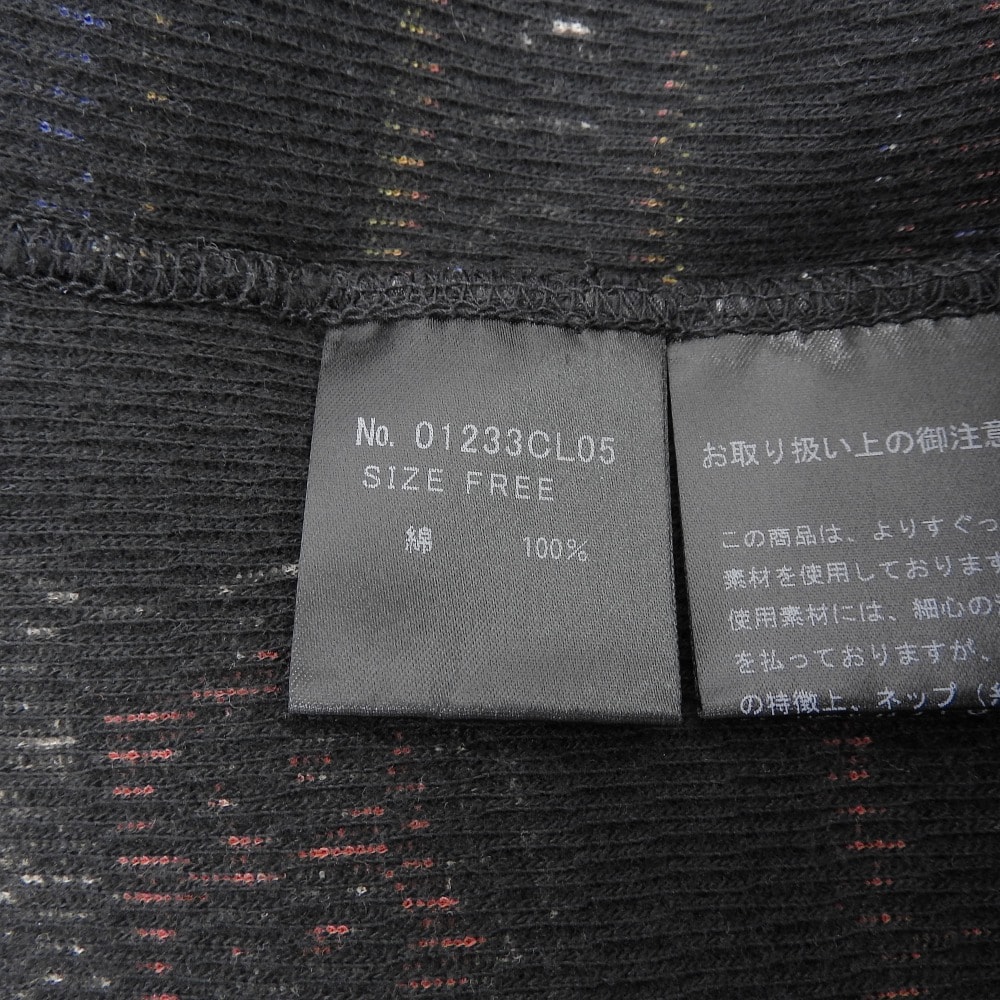 No. 01233CL05
SIZE FREE
綿 100%
お取り扱い上の御注意
この商品は、よりすぐっ
素材を使用しております
使用素材には、細心の
を払っておりますが、
の特徴上、ネップ（